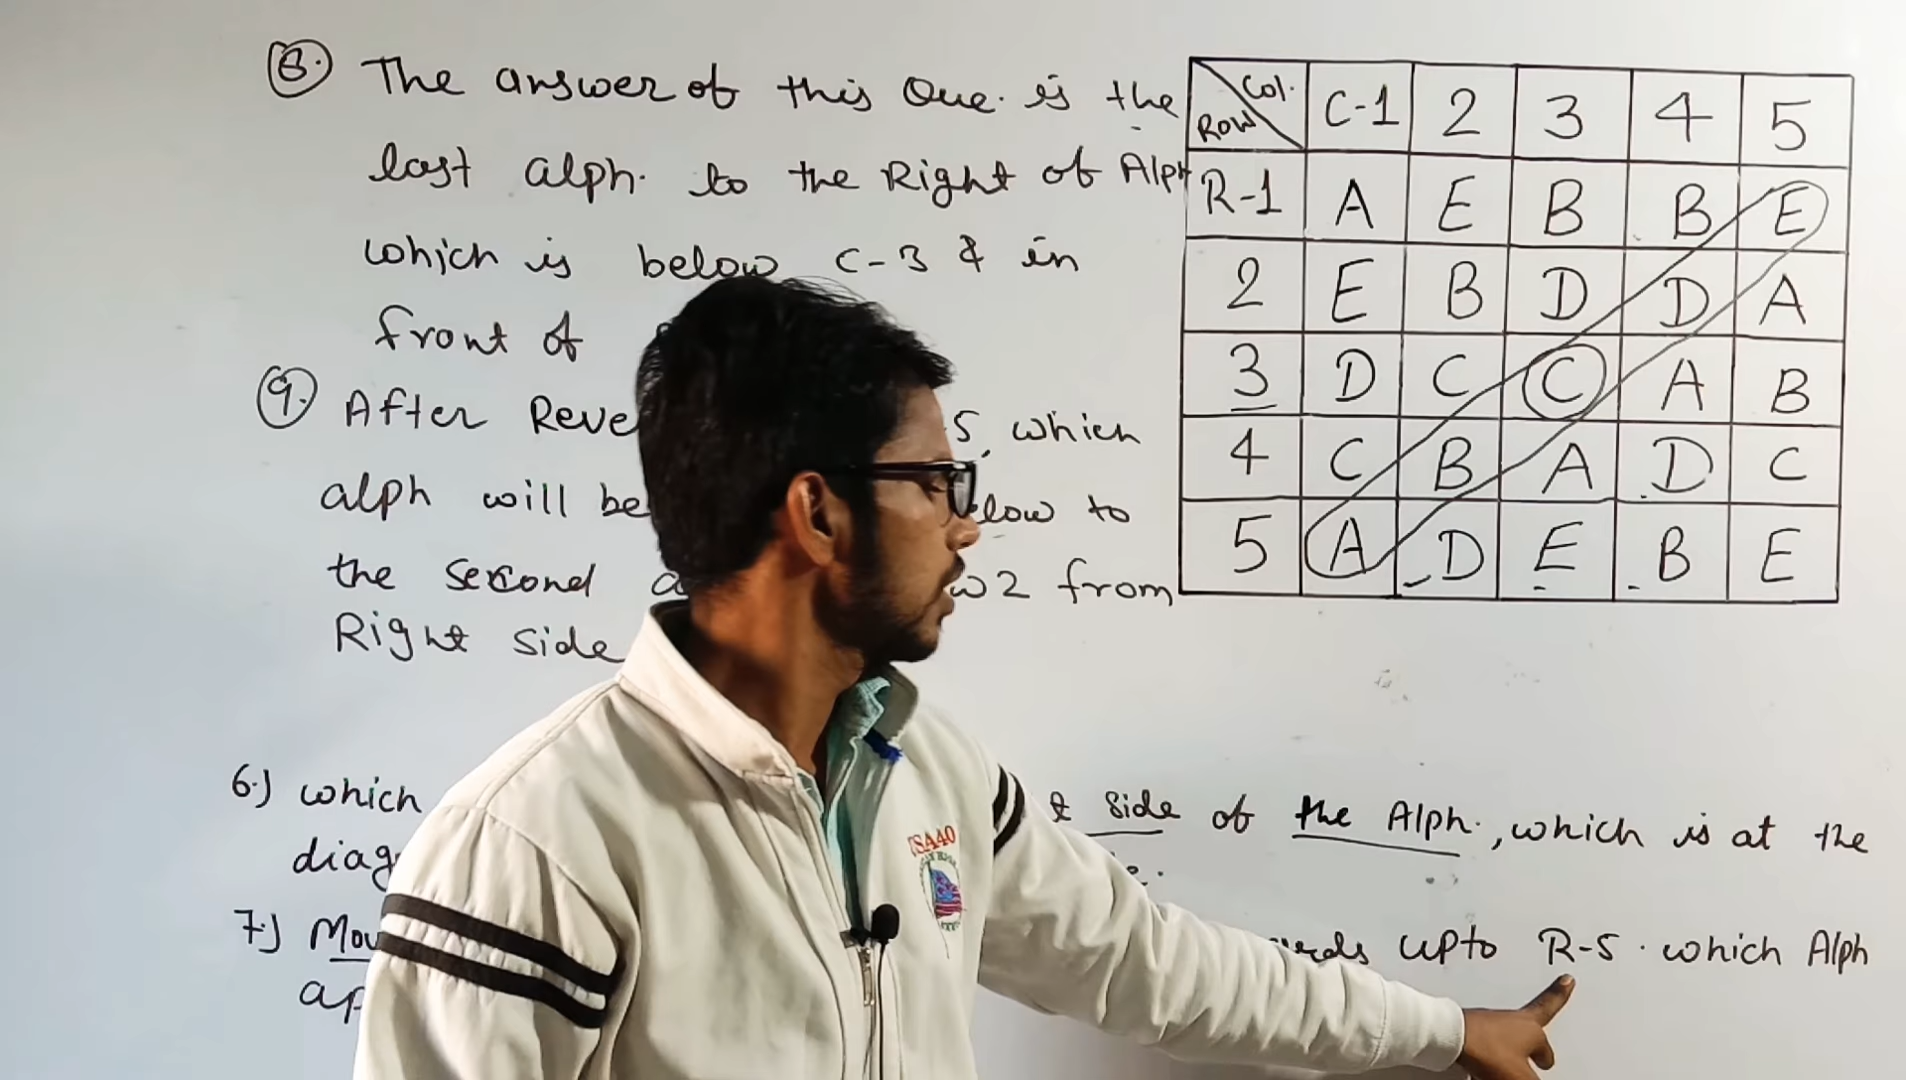 8. The answer of this Que. is the
last alph. to the Right of Alph
which is below C-3 & in
front of
9. After Reve 5, which
alph will be low to
the second 2 from
Right side
Col. C-1 2 3 4 5
Row
R-1 A E B B E
2 E B D D A
3 D C C A B
4 C B A D C
5 A D E B E
6.) which side of the Alph., which is at the
diag
7.) Mov upto R-5. which Alph
ap
USA40